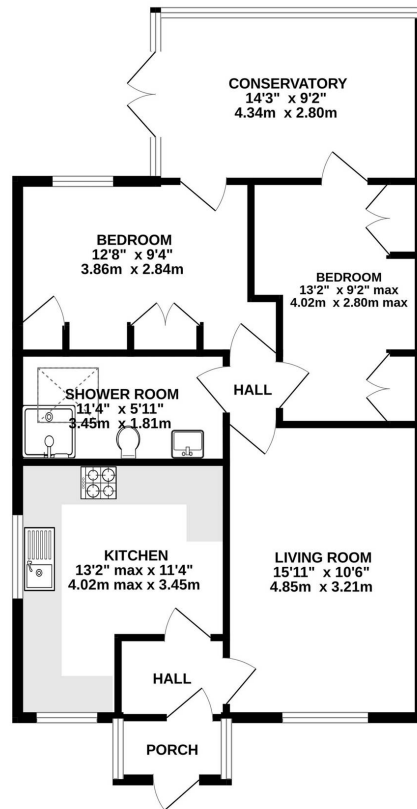 CONSERVATORY
14'3" x 9'2"
4.34m x 2.80m
BEDROOM
12'8" x 9'4"
3.86m x 2.84m
BEDROOM
13'2" x 9'2" max
4.02m x 2.80m max
SHOWER ROOM
11'4" x 5'11"
3.45m x 1.81m
HALL
KITCHEN
13'2" max x 11'4"
4.02m max x 3.45m
LIVING ROOM
15'11" x 10'6"
4.85m x 3.21m
HALL
PORCH